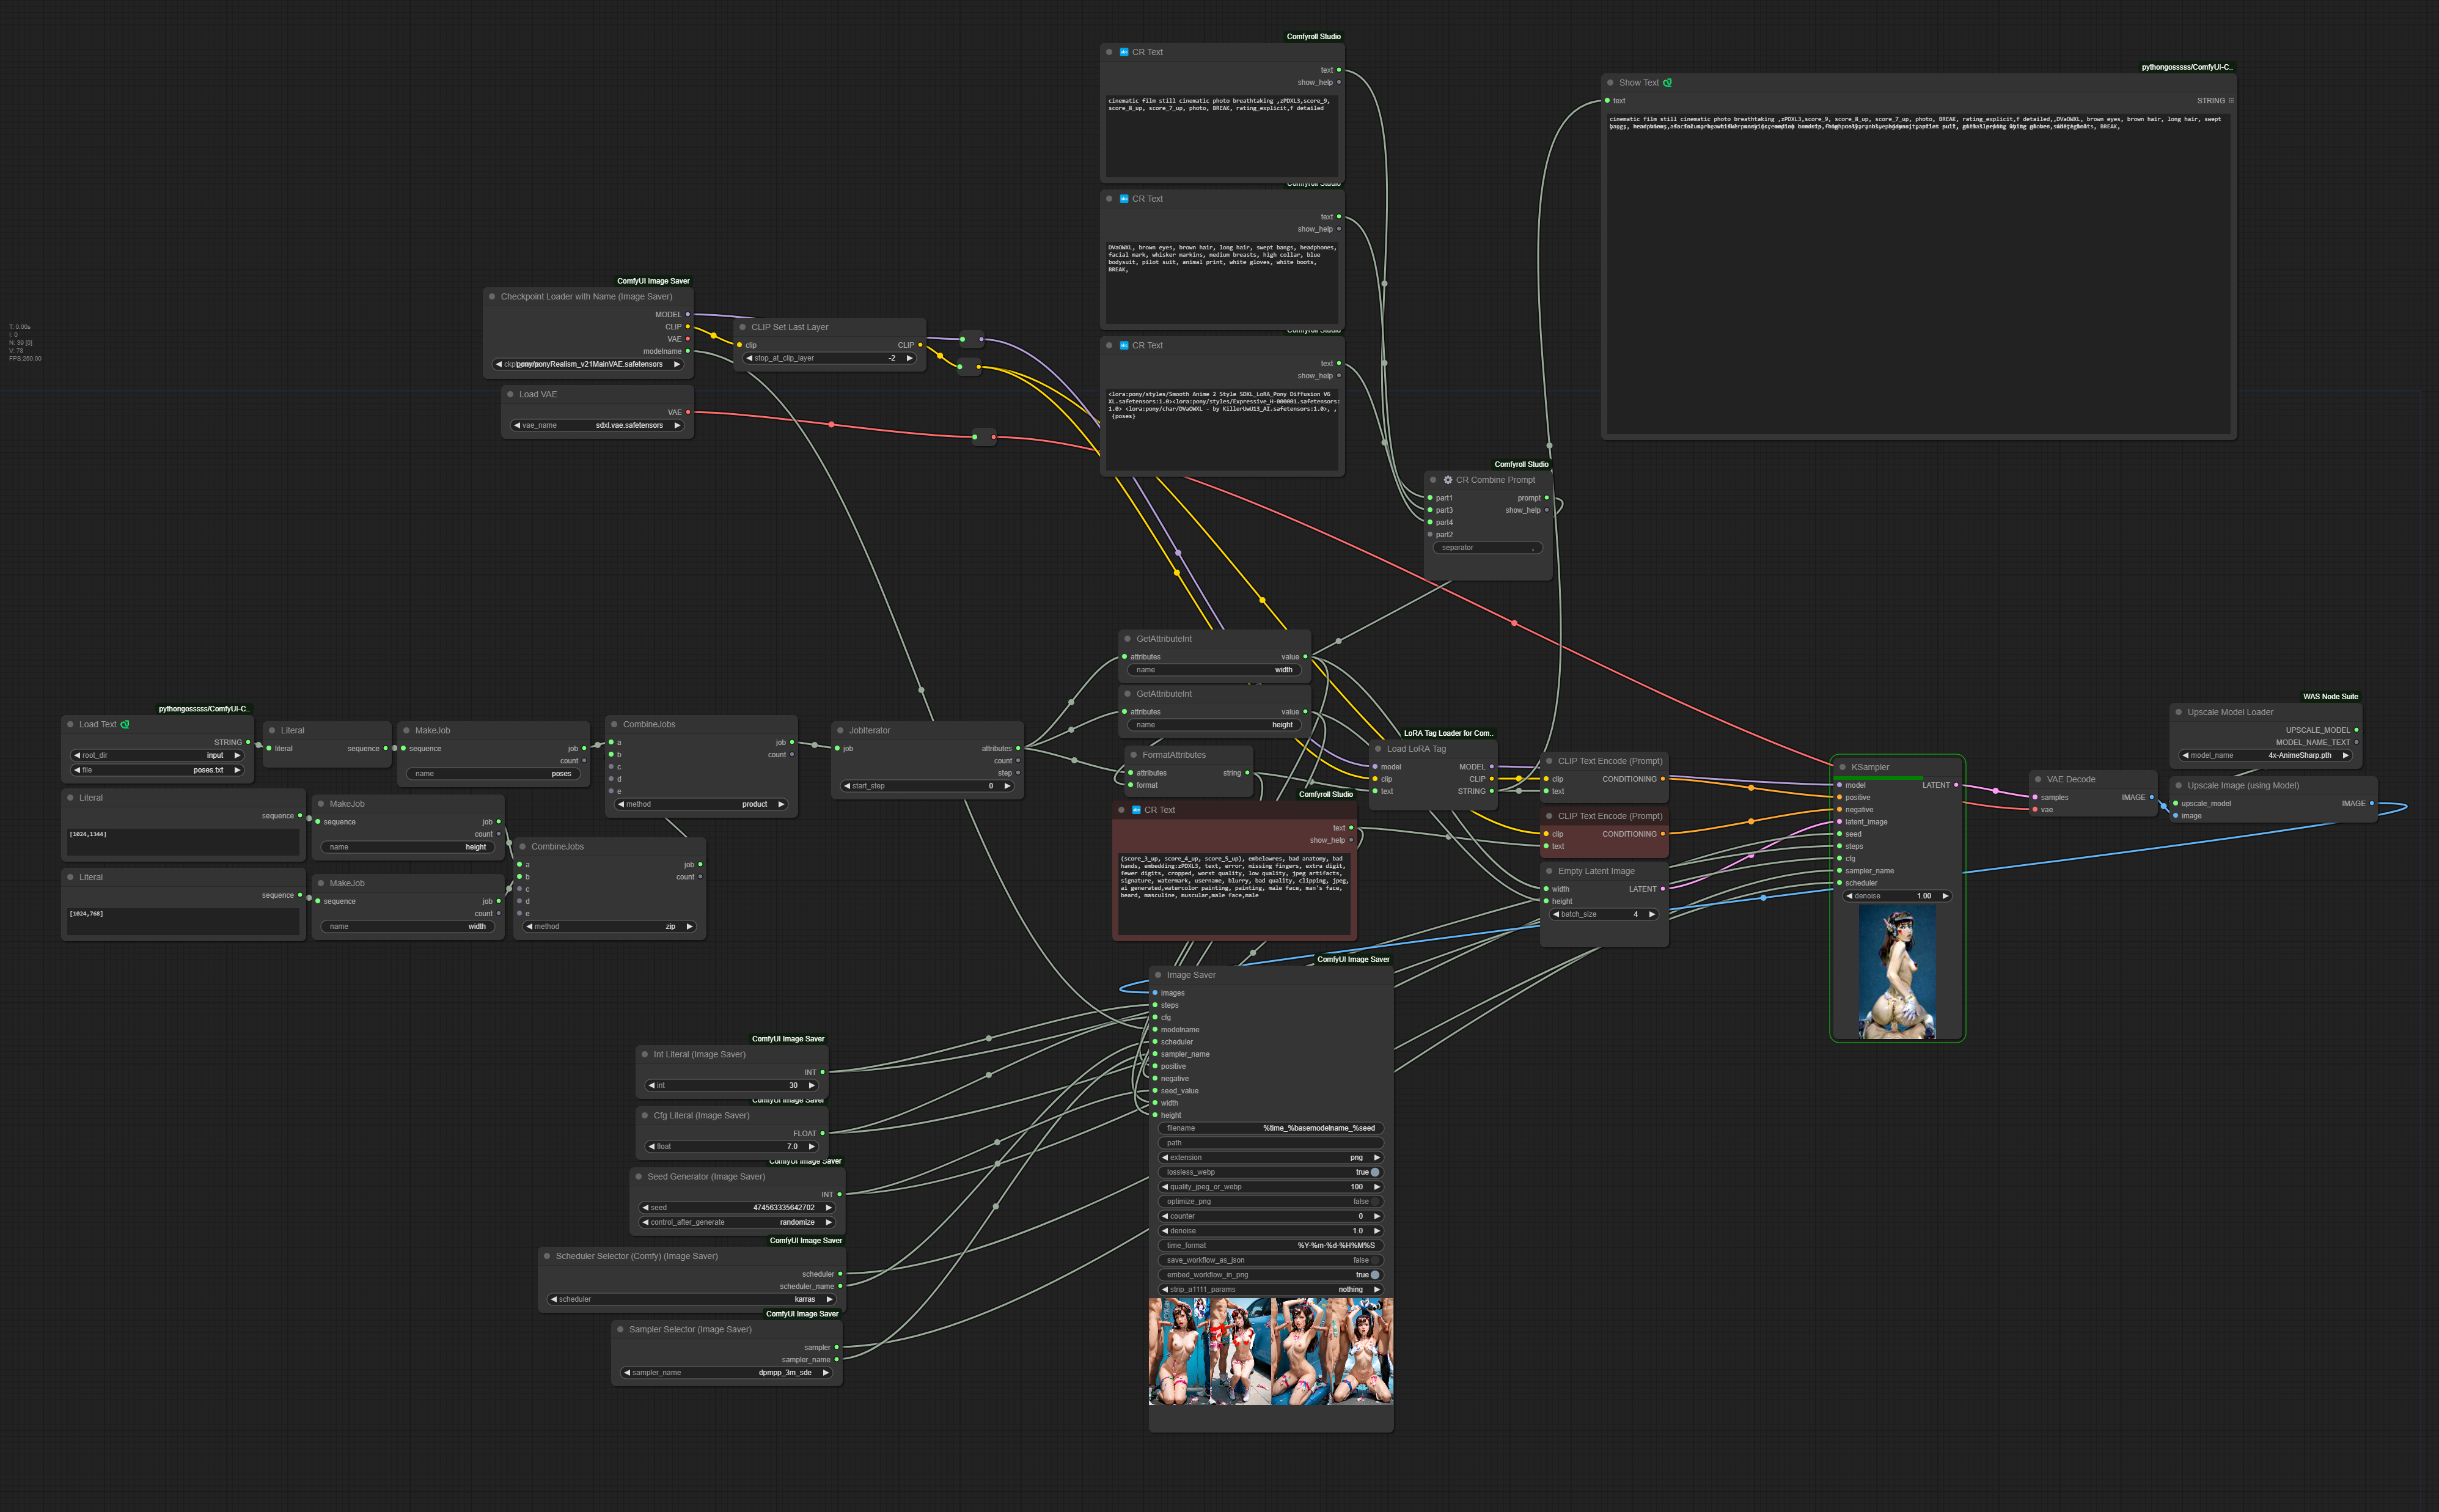 Comfyroll Studio
CR Text
text
show_help
cinematic film still cinematic photo breathtaking ,zPDXL3,score_9,
score_8_up, score_7_up, photo, BREAK, rating_explicit,f detailed
pythongosssss/ComfyUI-C..
Show Text
text
STRING
cinematic film still cinematic photo breathtaking ,zPDXL3,score_9, score_8_up, score_7_up, photo, BREAK, rating_explicit,f detailed,,DVaOWXL, brown eyes, brown hair, long hair, swept
Comfyroll Studio
CR Text
text
show_help
DVaOWXL, brown eyes, brown hair, long hair, swept bangs, headphones,
facial mark, whisker markins, medium breasts, high collar, blue
bodysuit, pilot suit, animal print, white gloves, white boots,
BREAK,
Comfyroll Studio
CR Text
text
show_help
<lora:pony/styles/Smooth Anime 2 Style SDXL_LoRA_Pony Diffusion V6
XL.safetensors:1.0><lora:pony/styles/Expressive_H-000001.safetensors:
1.0> <lora:pony/char/DVaOWXL - by KillerUwU13_AI.safetensors:1.0>, ,
{poses}
ComfyUI Image Saver
Checkpoint Loader with Name (Image Saver)
MODEL
CLIP
VAE
modelname
ponyRealism_v21MainVAE.safetensors
T: 0.00s
I: 0
N: 39 [0]
V: 78
FPS:250.00
CLIP Set Last Layer
clip
CLIP
stop_at_clip_layer -2
Load VAE
VAE
vae_name sdxl.vae.safetensors
Comfyroll Studio
CR Combine Prompt
part1 prompt
part3 show_help
part4
part2
separator ,
GetAttributeInt
attributes value
name width
GetAttributeInt
attributes value
name height
FormatAttributes
attributes string
format
pythongosssss/ComfyUI-C..
Load Text
STRING
root_dir input
file poses.txt
Literal
literal sequence
MakeJob
sequence job
count
name poses
CombineJobs
a job
b count
c
d
e
method product
JobIterator
job attributes
count
step
start_step 0
Literal
sequence
[1024,1344]
MakeJob
sequence job
count
name height
Literal
sequence
[1024,768]
MakeJob
sequence job
count
name width
CombineJobs
a job
b count
c
d
e
method zip
LoRA Tag Loader for Com..
Load LoRA Tag
model MODEL
clip CLIP
text STRING
Comfyroll Studio
CR Text
text
show_help
(score_3_up, score_4_up, score_5_up), embelowres, bad anatomy, bad
hands, embedding:zPDXL3, text, error, missing fingers, extra digit,
fewer digits, cropped, worst quality, low quality, jpeg artifacts,
signature, watermark, username, blurry, bad quality, clipping, jpeg,
ai generated,watercolor painting, painting, male face, man's face,
beard, masculine, muscular,male face,male
CLIP Text Encode (Prompt)
clip CONDITIONING
text
CLIP Text Encode (Prompt)
clip CONDITIONING
text
Empty Latent Image
width LATENT
height
batch_size 4
KSampler
model LATENT
positive
negative
latent_image
seed
steps
cfg
sampler_name
scheduler
denoise 1.00
VAE Decode
samples IMAGE
vae
WAS Node Suite
Upscale Model Loader
UPSCALE_MODEL
MODEL_NAME_TEXT
model_name 4x-AnimeSharp.pth
Upscale Image (using Model)
upscale_model IMAGE
image
ComfyUI Image Saver
Image Saver
images
steps
cfg
modelname
scheduler
sampler_name
positive
negative
seed_value
width
height
filename %time_%basemodelname_%seed
path
extension png
lossless_webp true
quality_jpeg_or_webp 100
optimize_png false
counter 0
denoise 1.0
time_format %Y-%m-%d-%H%M%S
save_workflow_as_json false
embed_workflow_in_png true
strip_a1111_params nothing
ComfyUI Image Saver
Int Literal (Image Saver)
INT
int 30
ComfyUI Image Saver
Cfg Literal (Image Saver)
FLOAT
float 7.0
ComfyUI Image Saver
Seed Generator (Image Saver)
INT
seed 474563335642702
control_after_generate randomize
ComfyUI Image Saver
Scheduler Selector (Comfy) (Image Saver)
scheduler
scheduler_name
scheduler karras
ComfyUI Image Saver
Sampler Selector (Image Saver)
sampler
sampler_name
sampler_name dpmpp_3m_sde